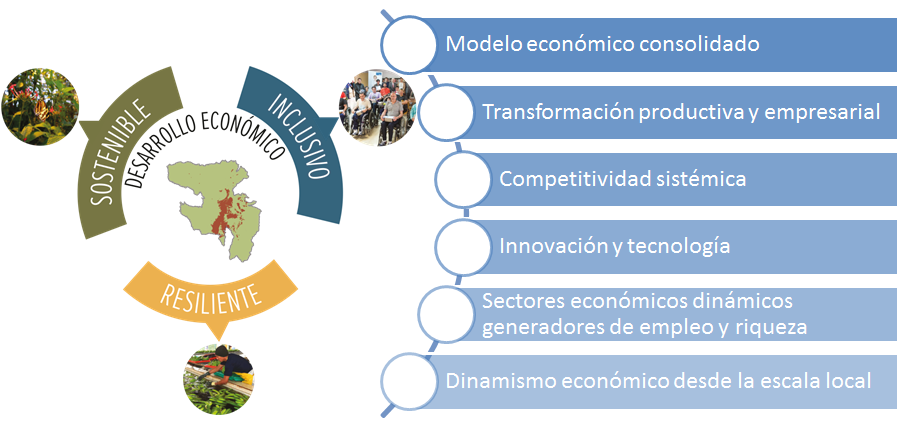 SOSTENIIBLE
DESARROLLO ECONÓMICO
INCLUSIVO
RESILIENTE
Modelo económico consolidado
Transformación productiva y empresarial
Competitividad sistémica
Innovación y tecnología
Sectores económicos dinámicos
generadores de empleo y riqueza
Dinamismo económico desde la escala local